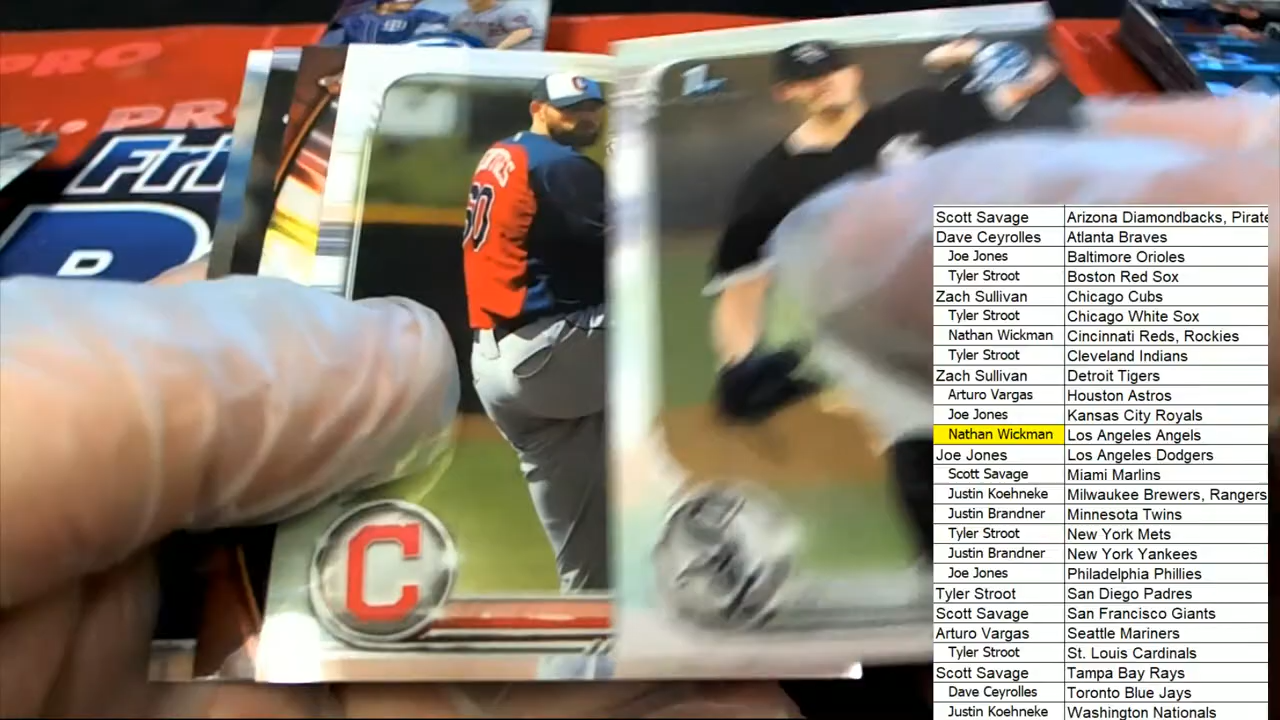 PRO
PRO
Fri
B
C
60
C
1st
Scott Savage Arizona Diamondbacks, Pirate
Dave Ceyrolles Atlanta Braves
Joe Jones Baltimore Orioles
Tyler Stroot Boston Red Sox
Zach Sullivan Chicago Cubs
Tyler Stroot Chicago White Sox
Nathan Wickman Cincinnati Reds, Rockies
Tyler Stroot Cleveland Indians
Zach Sullivan Detroit Tigers
Arturo Vargas Houston Astros
Joe Jones Kansas City Royals
Nathan Wickman Los Angeles Angels
Joe Jones Los Angeles Dodgers
Scott Savage Miami Marlins
Justin Koehneke Milwaukee Brewers, Rangers
Justin Brandner Minnesota Twins
Tyler Stroot New York Mets
Justin Brandner New York Yankees
Joe Jones Philadelphia Phillies
Tyler Stroot San Diego Padres
Scott Savage San Francisco Giants
Arturo Vargas Seattle Mariners
Tyler Stroot St. Louis Cardinals
Scott Savage Tampa Bay Rays
Dave Ceyrolles Toronto Blue Jays
Justin Koehneke Washington Nationals